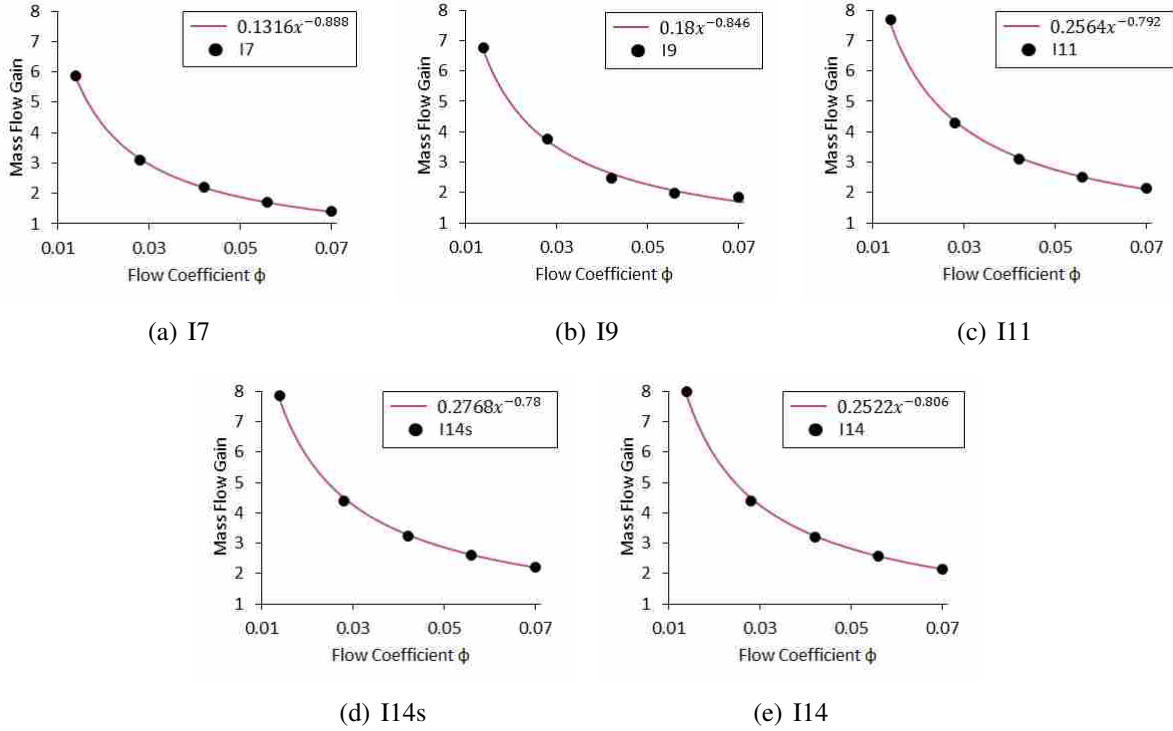 8
7
6
5
4
3
2
1
Mass Flow Gain
0.1316x^{-0.888}
I7
0.01 0.03 0.05 0.07
Flow Coefficient ϕ
(a) I7
8
7
6
5
4
3
2
1
Mass Flow Gain
0.18x^{-0.846}
I9
0.01 0.03 0.05 0.07
Flow Coefficient ϕ
(b) I9
8
7
6
5
4
3
2
1
Mass Flow Gain
0.2564x^{-0.792}
I11
0.01 0.03 0.05 0.07
Flow Coefficient ϕ
(c) I11
8
7
6
5
4
3
2
1
Mass Flow Gain
0.2768x^{-0.78}
I14s
0.01 0.03 0.05 0.07
Flow Coefficient ϕ
(d) I14s
8
7
6
5
4
3
2
1
Mass Flow Gain
0.2522x^{-0.806}
I14
0.01 0.03 0.05 0.07
Flow Coefficient ϕ
(e) I14